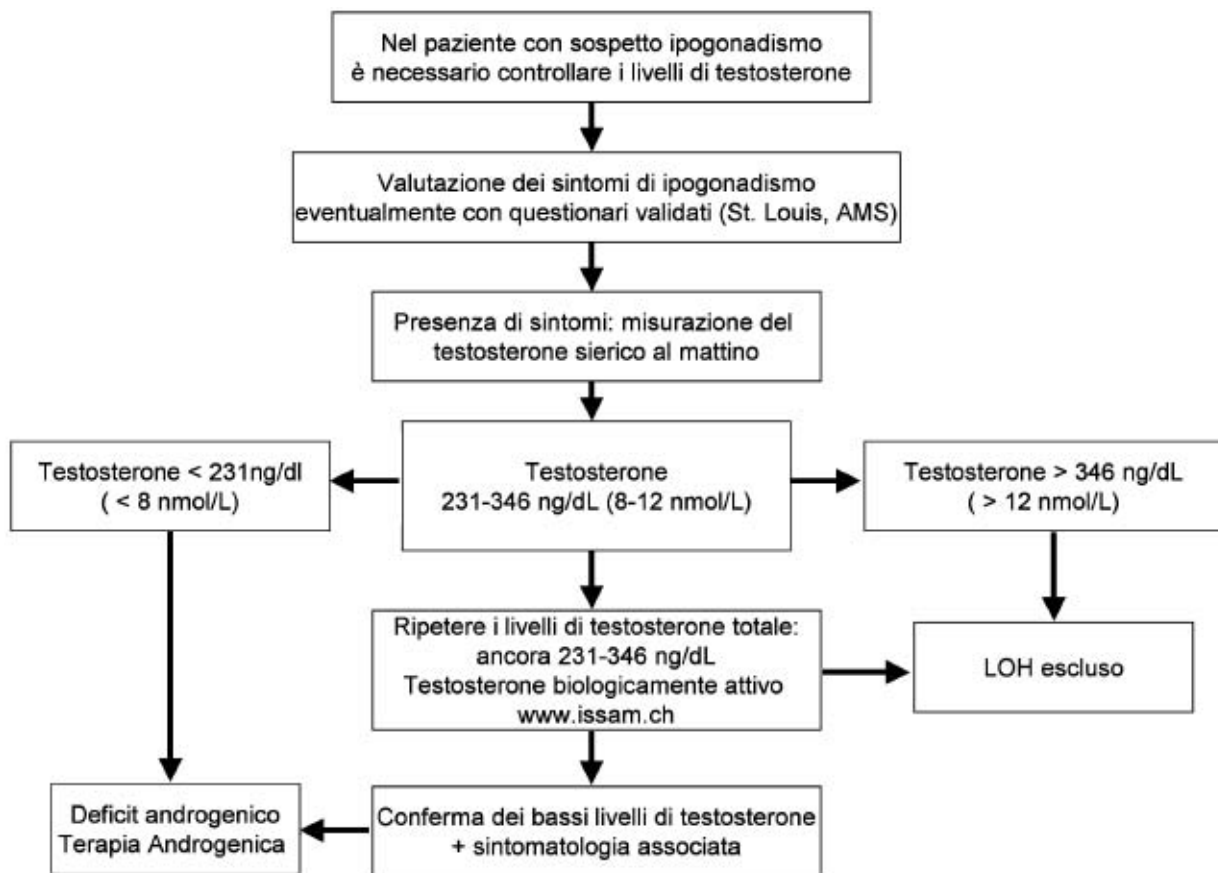 Nel paziente con sospetto ipogonadismo
è necessario controllare i livelli di testosterone
Valutazione dei sintomi di ipogonadismo
eventualmente con questionari validati (St. Louis, AMS)
Presenza di sintomi: misurazione del
testosterone sierico al mattino
Testosterone < 231ng/dl
( < 8 nmol/L)
Testosterone
231-346 ng/dL (8-12 nmol/L)
Testosterone > 346 ng/dL
( > 12 nmol/L)
Ripetere i livelli di testosterone totale:
ancora 231-346 ng/dL
Testosterone biologicamente attivo
www.issam.ch
LOH escluso
Deficit androgenico
Terapia Androgenica
Conferma dei bassi livelli di testosterone
+ sintomatologia associata